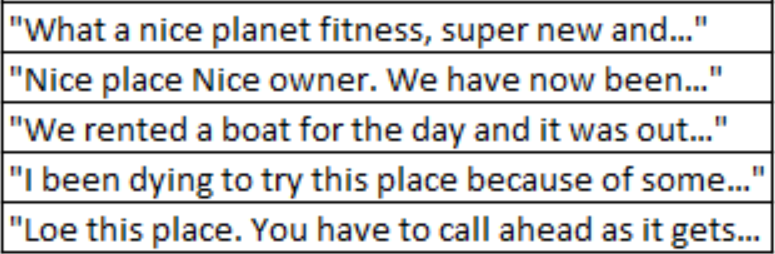 "What a nice planet fitness, super new and..."
"Nice place Nice owner. We have now been..."
"We rented a boat for the day and it was out..."
"I been dying to try this place because of some..."
"Loe this place. You have to call ahead as it gets...